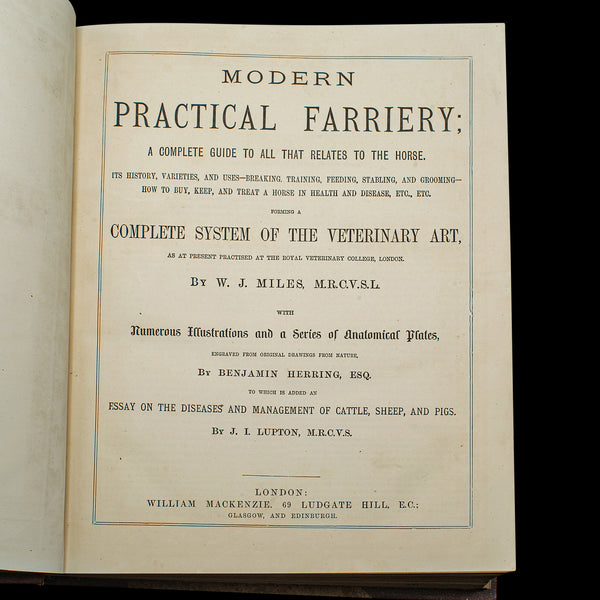 MODERN
PRACTICAL FARRIERY;
A COMPLETE GUIDE TO ALL THAT RELATES TO THE HORSE.
ITS HISTORY, VARIETIES, AND USES—BREAKING, TRAINING, FEEDING, STABLING, AND GROOMING—
HOW TO BUY, KEEP, AND TREAT A HORSE IN HEALTH AND DISEASE, ETC., ETC.
FORMING A
COMPLETE SYSTEM OF THE VETERINARY ART,
AS AT PRESENT PRACTISED AT THE ROYAL VETERINARY COLLEGE, LONDON.
BY W. J. MILES, M.R.C.V.S.L.
WITH
Numerous Illustrations and a Series of Anatomical Plates,
ENGRAVED FROM ORIGINAL DRAWINGS FROM NATURE,
BY BENJAMIN HERRING, ESQ.
TO WHICH IS ADDED AN
ESSAY ON THE DISEASES AND MANAGEMENT OF CATTLE, SHEEP, AND PIGS.
BY J. I. LUPTON, M.R.C.V.S.
LONDON:
WILLIAM MACKENZIE, 69 LUDGATE HILL, E.C.;
GLASGOW, AND EDINBURGH.